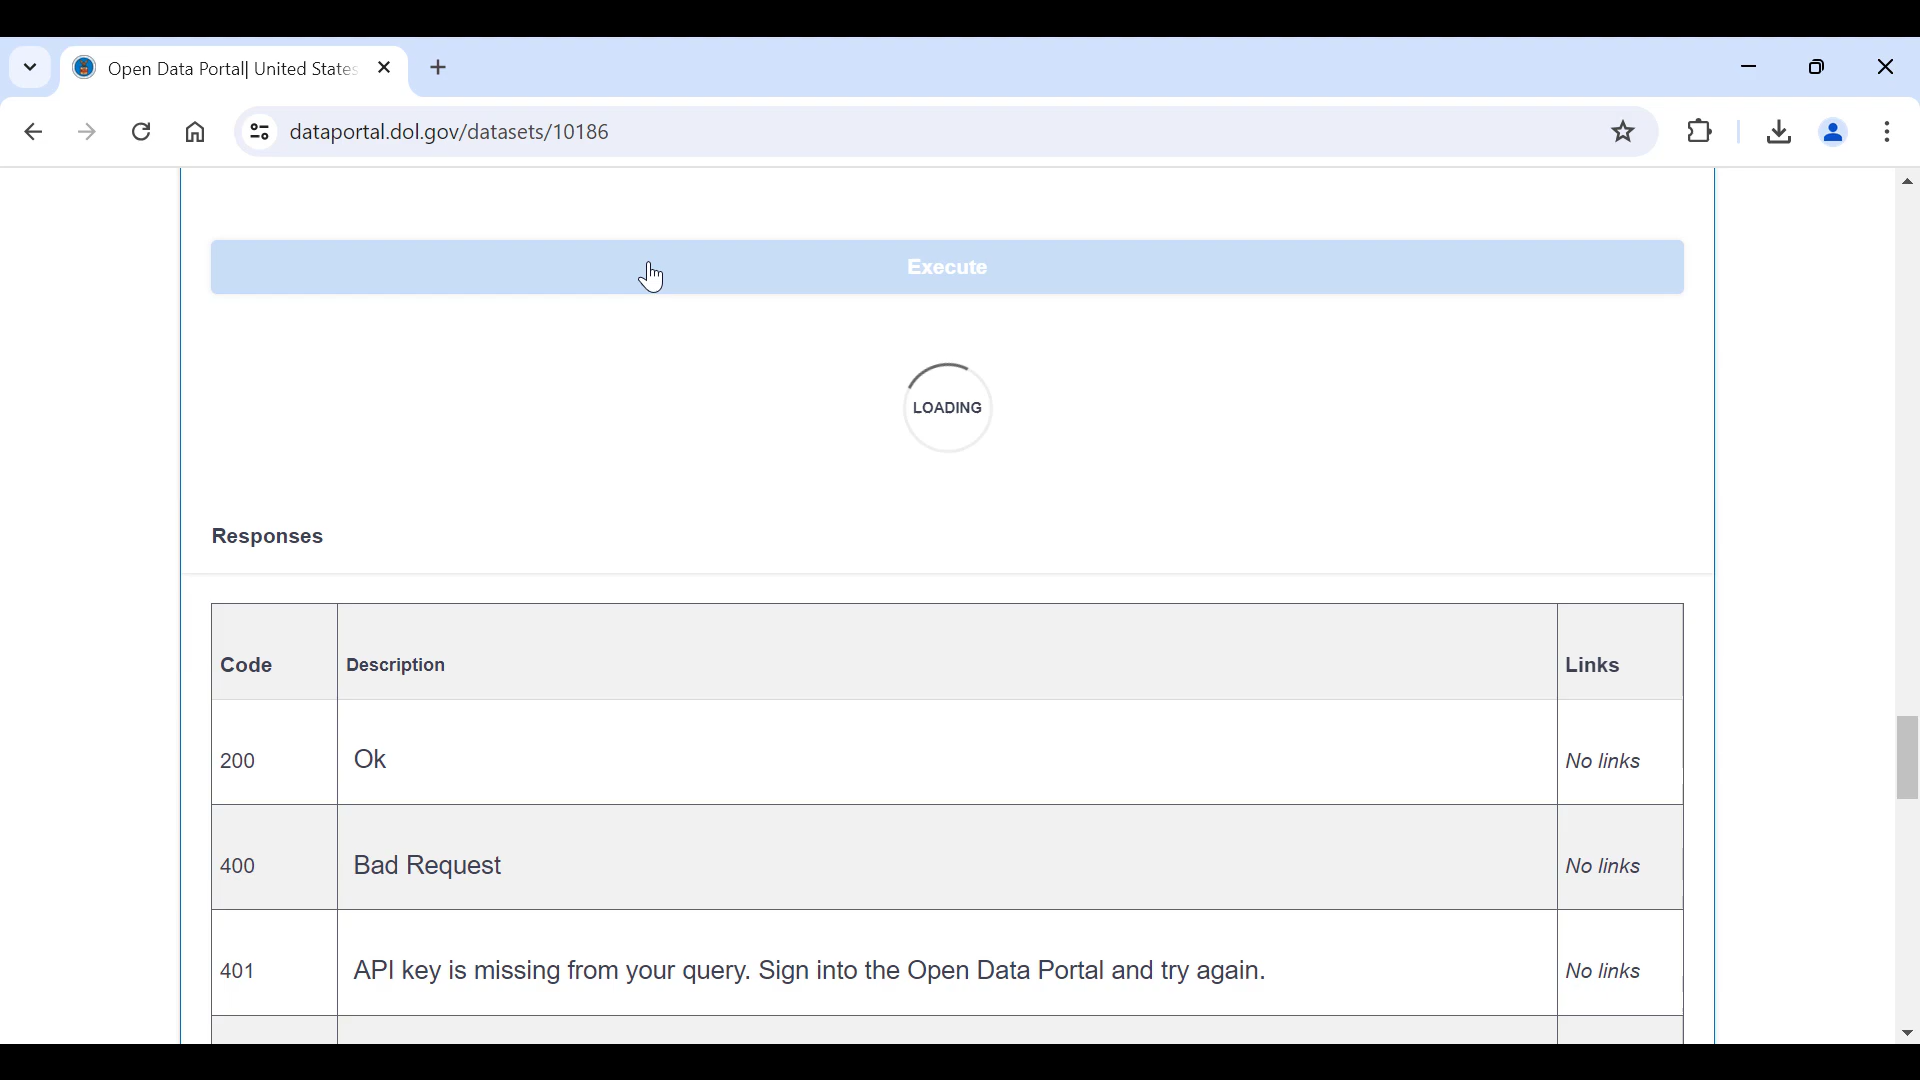 Open Data Portal| United States
dataportal.dol.gov/datasets/10186
Execute
LOADING
Responses
Code Description Links
200 Ok No links
400 Bad Request No links
401 API key is missing from your query. Sign into the Open Data Portal and try again. No links